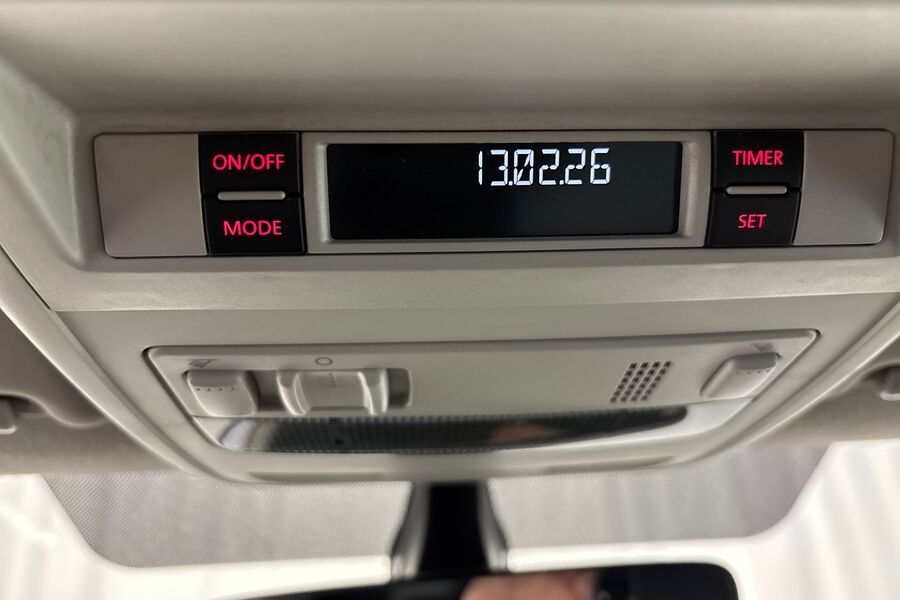 ON/OFF
MODE
13.02.26
TIMER
SET